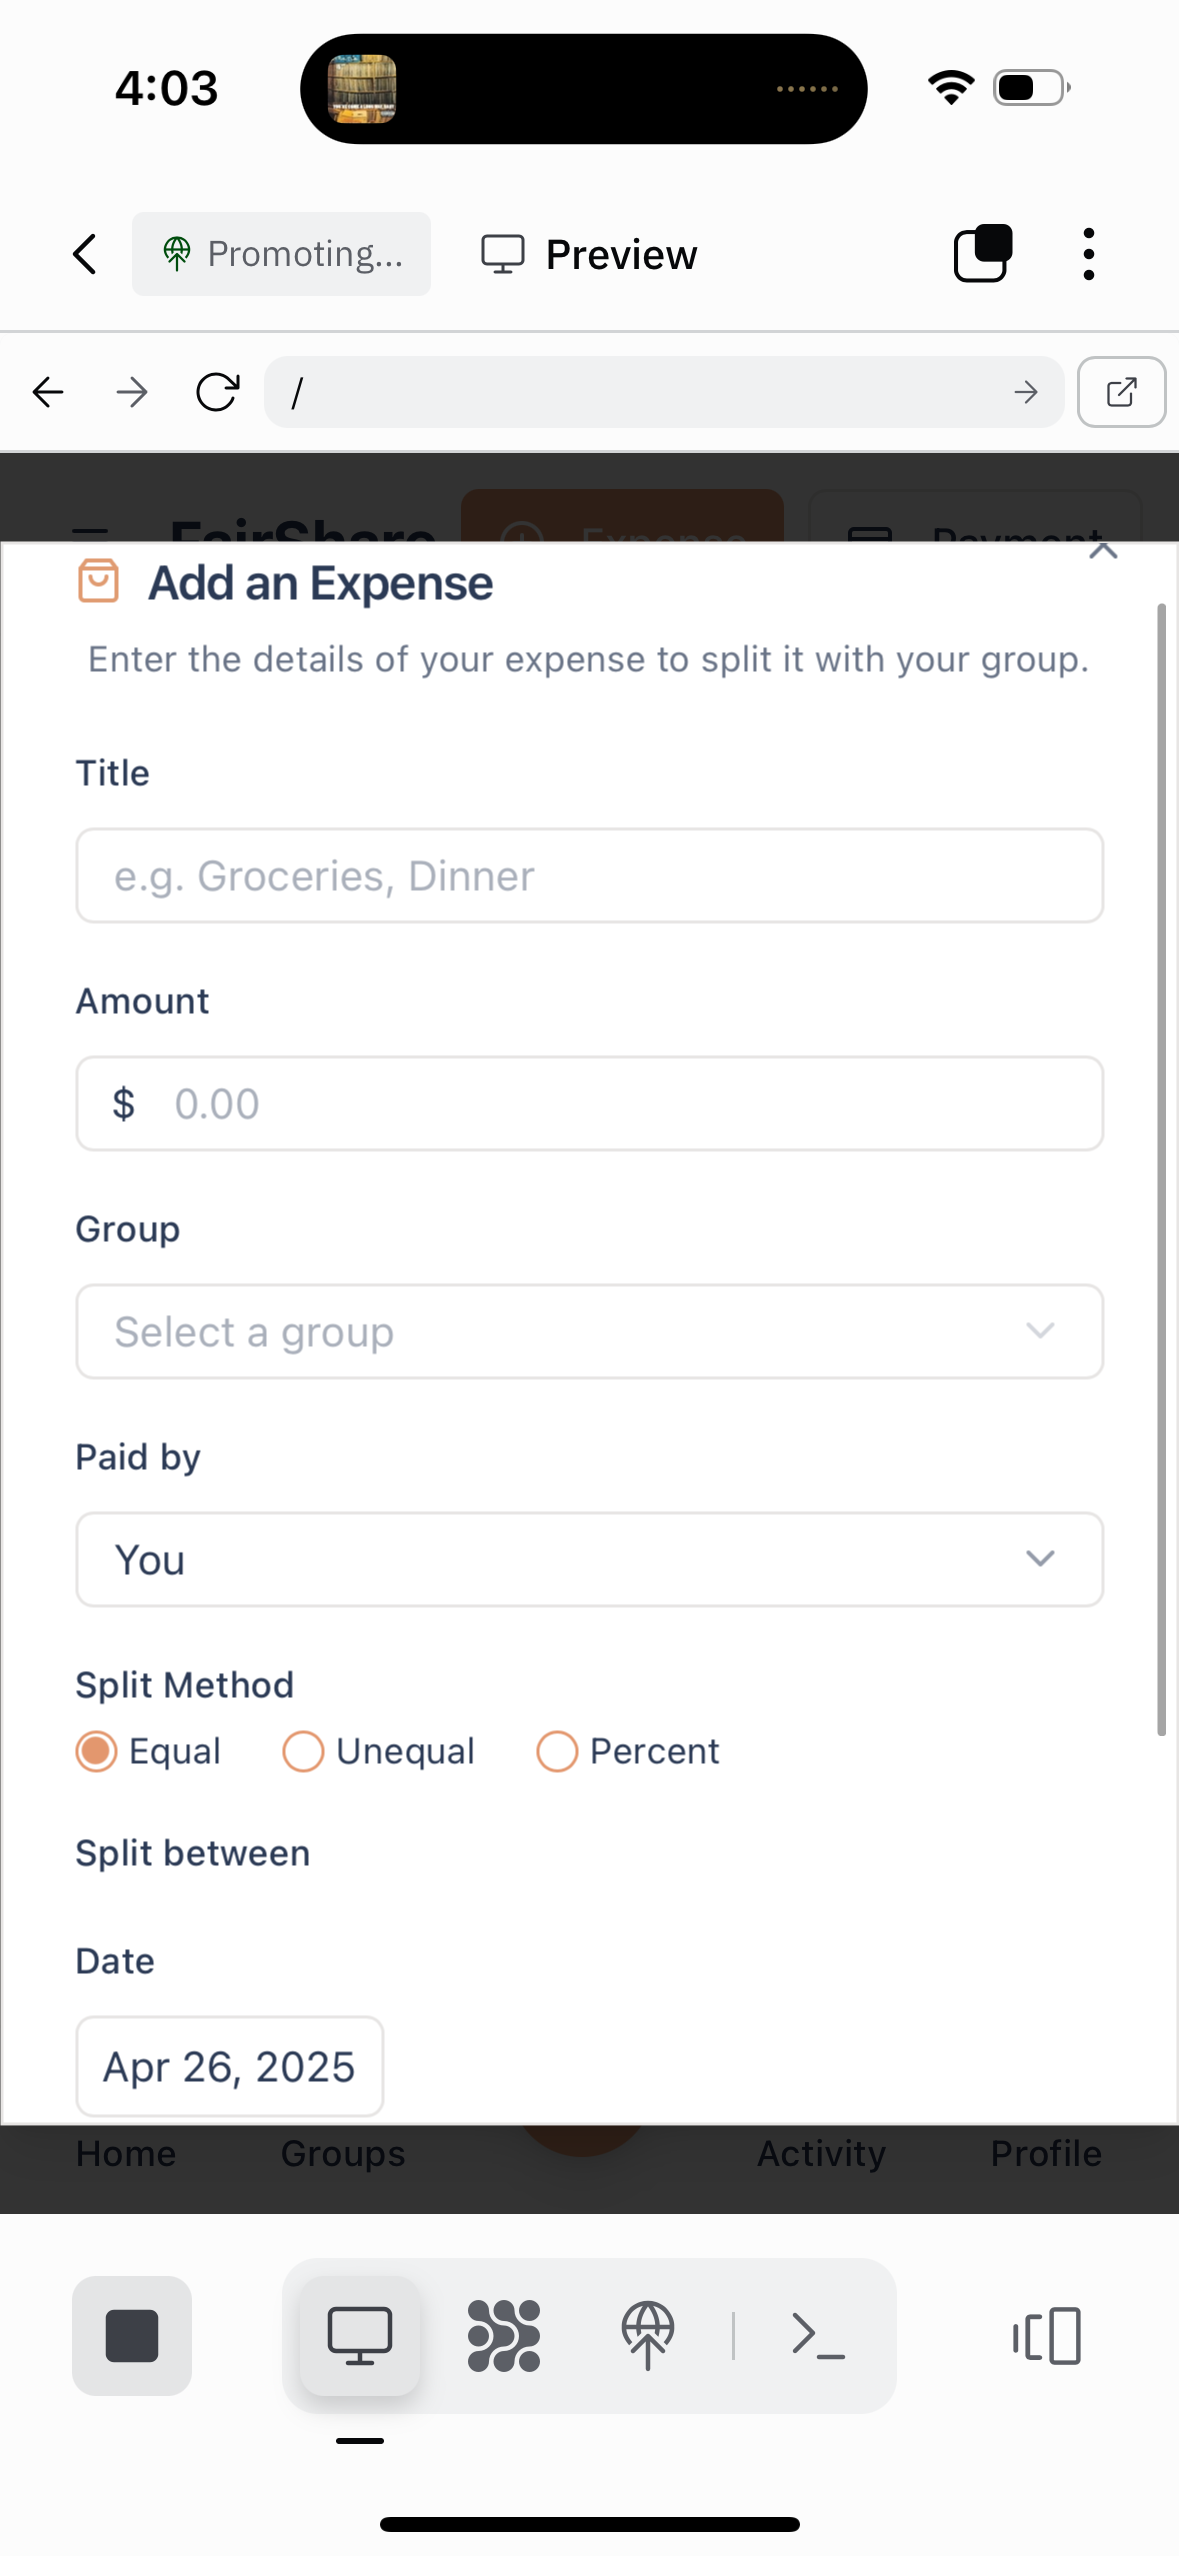 4:03
Promoting...
Preview
/
FairShare Expense Payment
Add an Expense
Enter the details of your expense to split it with your group.
Title
e.g. Groceries, Dinner
Amount
$ 0.00
Group
Select a group
Paid by
You
Split Method
Equal Unequal Percent
Split between
Date
Apr 26, 2025
Home Groups Activity Profile